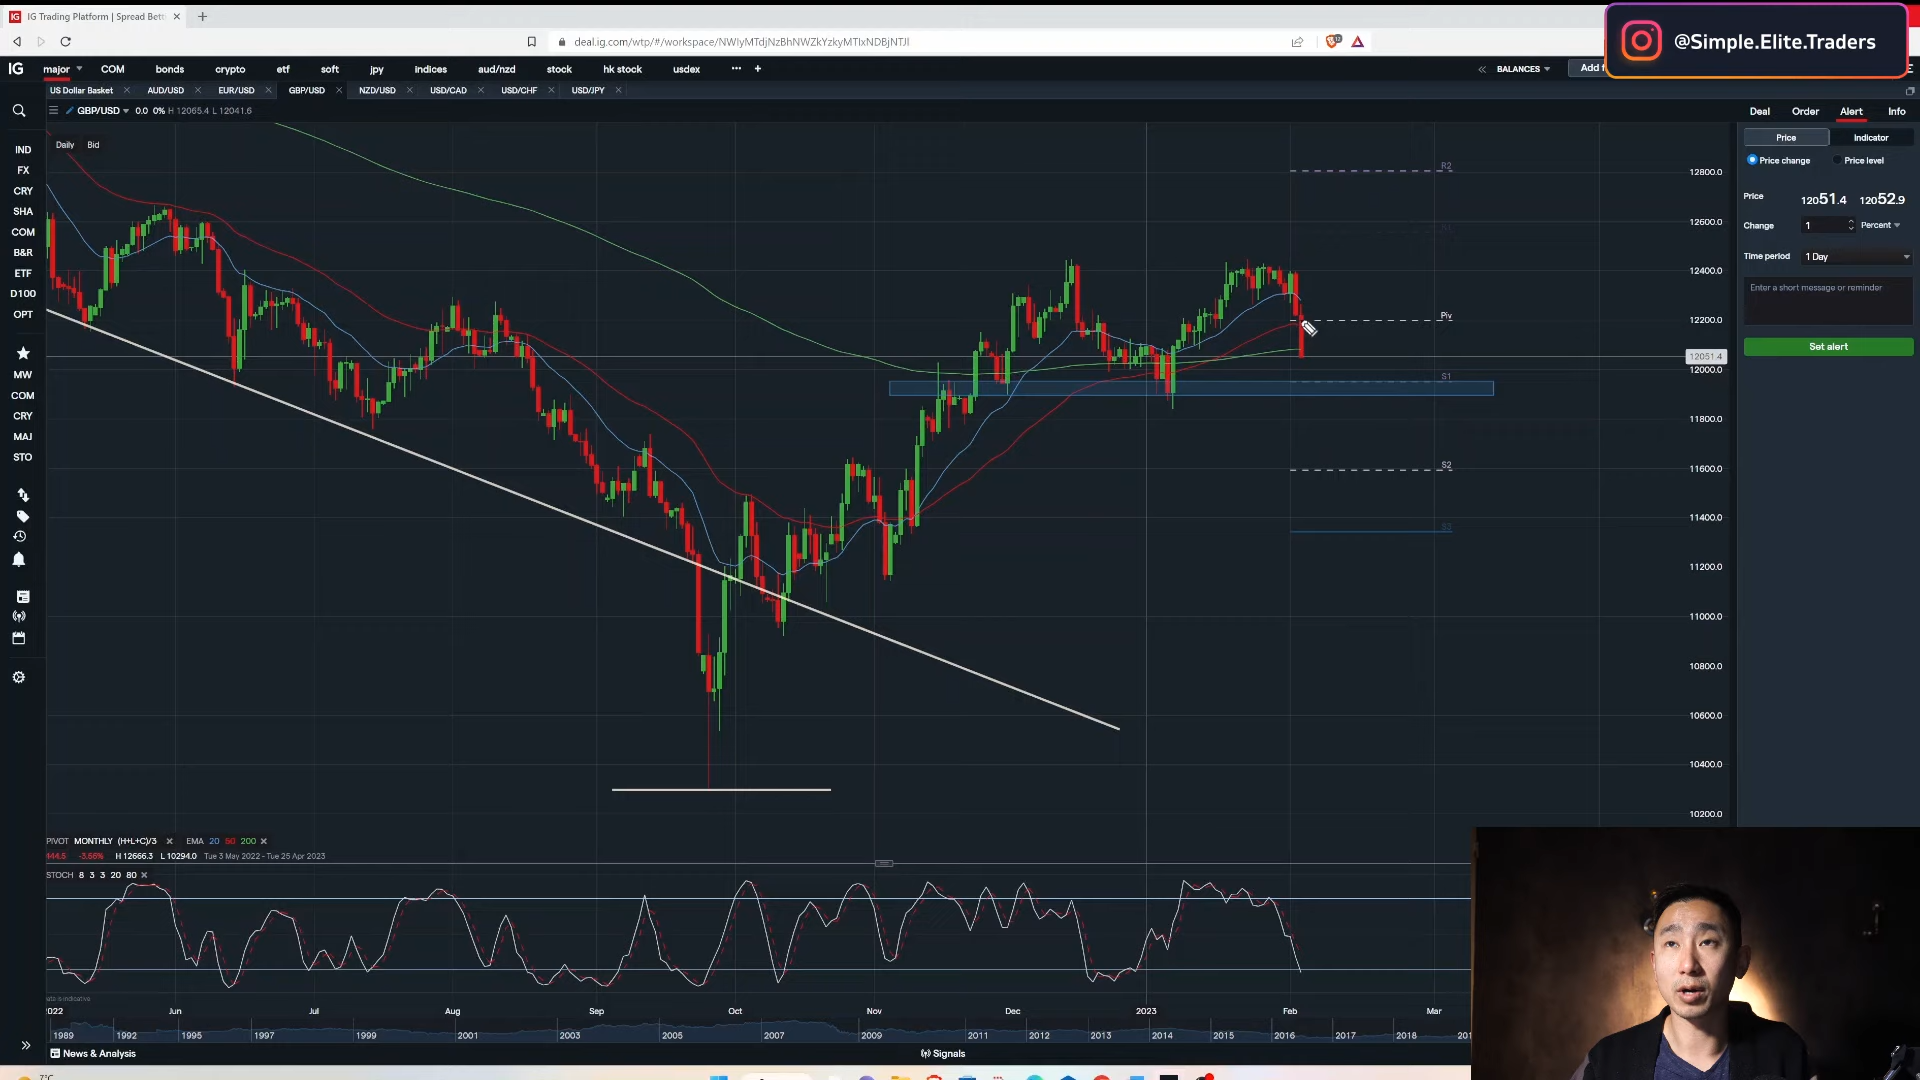 IG Trading Platform | Spread Bett
deal.ig.com/wtp/#/workspace/NWIyMTdjNzBhNWZkYzkyMTIxNDBjNTJl
@Simple.Elite.Traders
IG major COM bonds crypto etf soft jpy indices aud/nzd stock hk stock usdex BALANCES Add f
US Dollar Basket AUD/USD EUR/USD GBP/USD NZD/USD USD/CAD USD/CHF USD/JPY
GBP/USD 0.0 0% H 12065.4 L 12041.6
Deal Order Alert Info
Daily Bid
Price Indicator
Price change Price level
Price 12051.4 12052.9
Change 1 Percent
Time period 1 Day
Enter a short message or reminder
Set alert
IND
FX
CRY
SHA
COM
B&R
ETF
D100
OPT
MW
COM
CRY
MAJ
STO
R2
Piv
S1
S2
S3
12800.0
12600.0
12400.0
12200.0
12051.4
12000.0
11800.0
11600.0
11400.0
11200.0
11000.0
10800.0
10600.0
10400.0
10200.0
PIVOT MONTHLY (H+L+C)/3 EMA 20 50 200
-3.66% H 12666.3 L 10294.0 Tue 3 May 2022 - Tue 25 Apr 2023
STOCH 8 3 3 20 80
is indicative
2022 Jun Jul Aug Sep Oct Nov Dec 2023 Feb Mar
1989 1992 1995 1997 1999 2001 2003 2005 2007 2009 2011 2012 2013 2014 2015 2016 2017 2018
News & Analysis
Signals
7°C